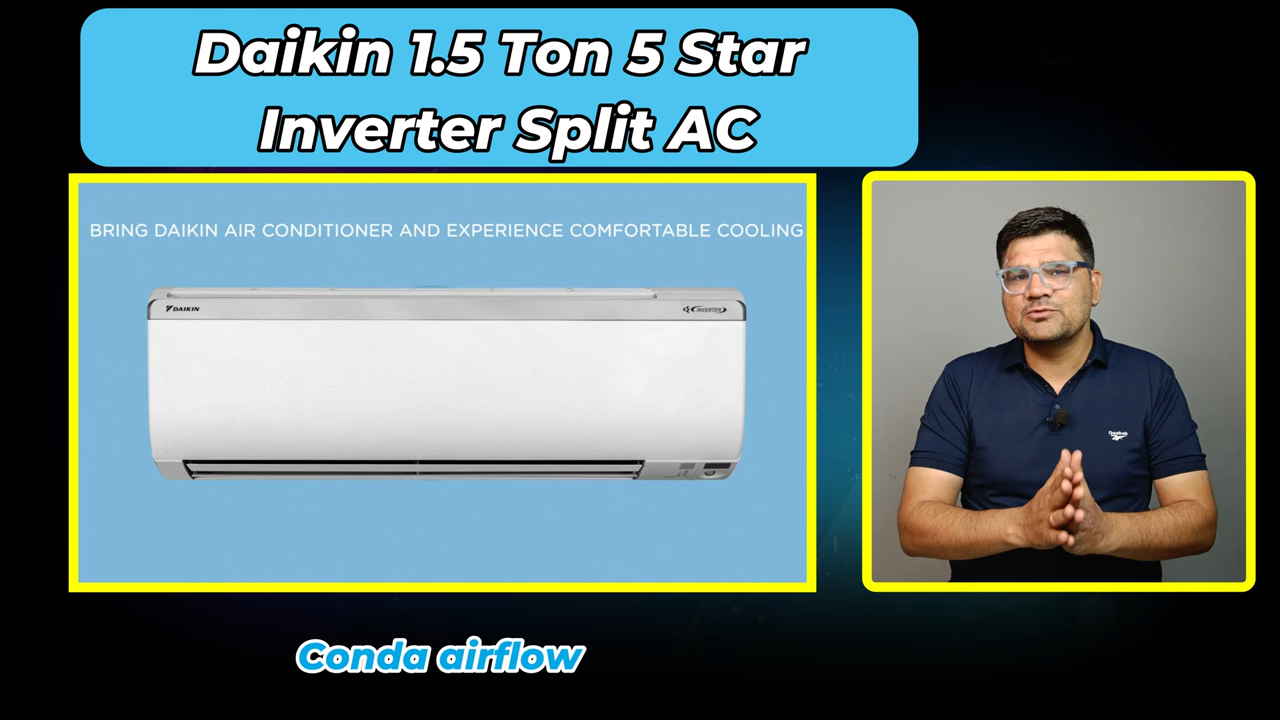 Daikin 1.5 Ton 5 Star
Inverter Split AC
BRING DAIKIN AIR CONDITIONER AND EXPERIENCE COMFORTABLE COOLING
DAIKIN
INVERTER
Reebok
Conda airflow